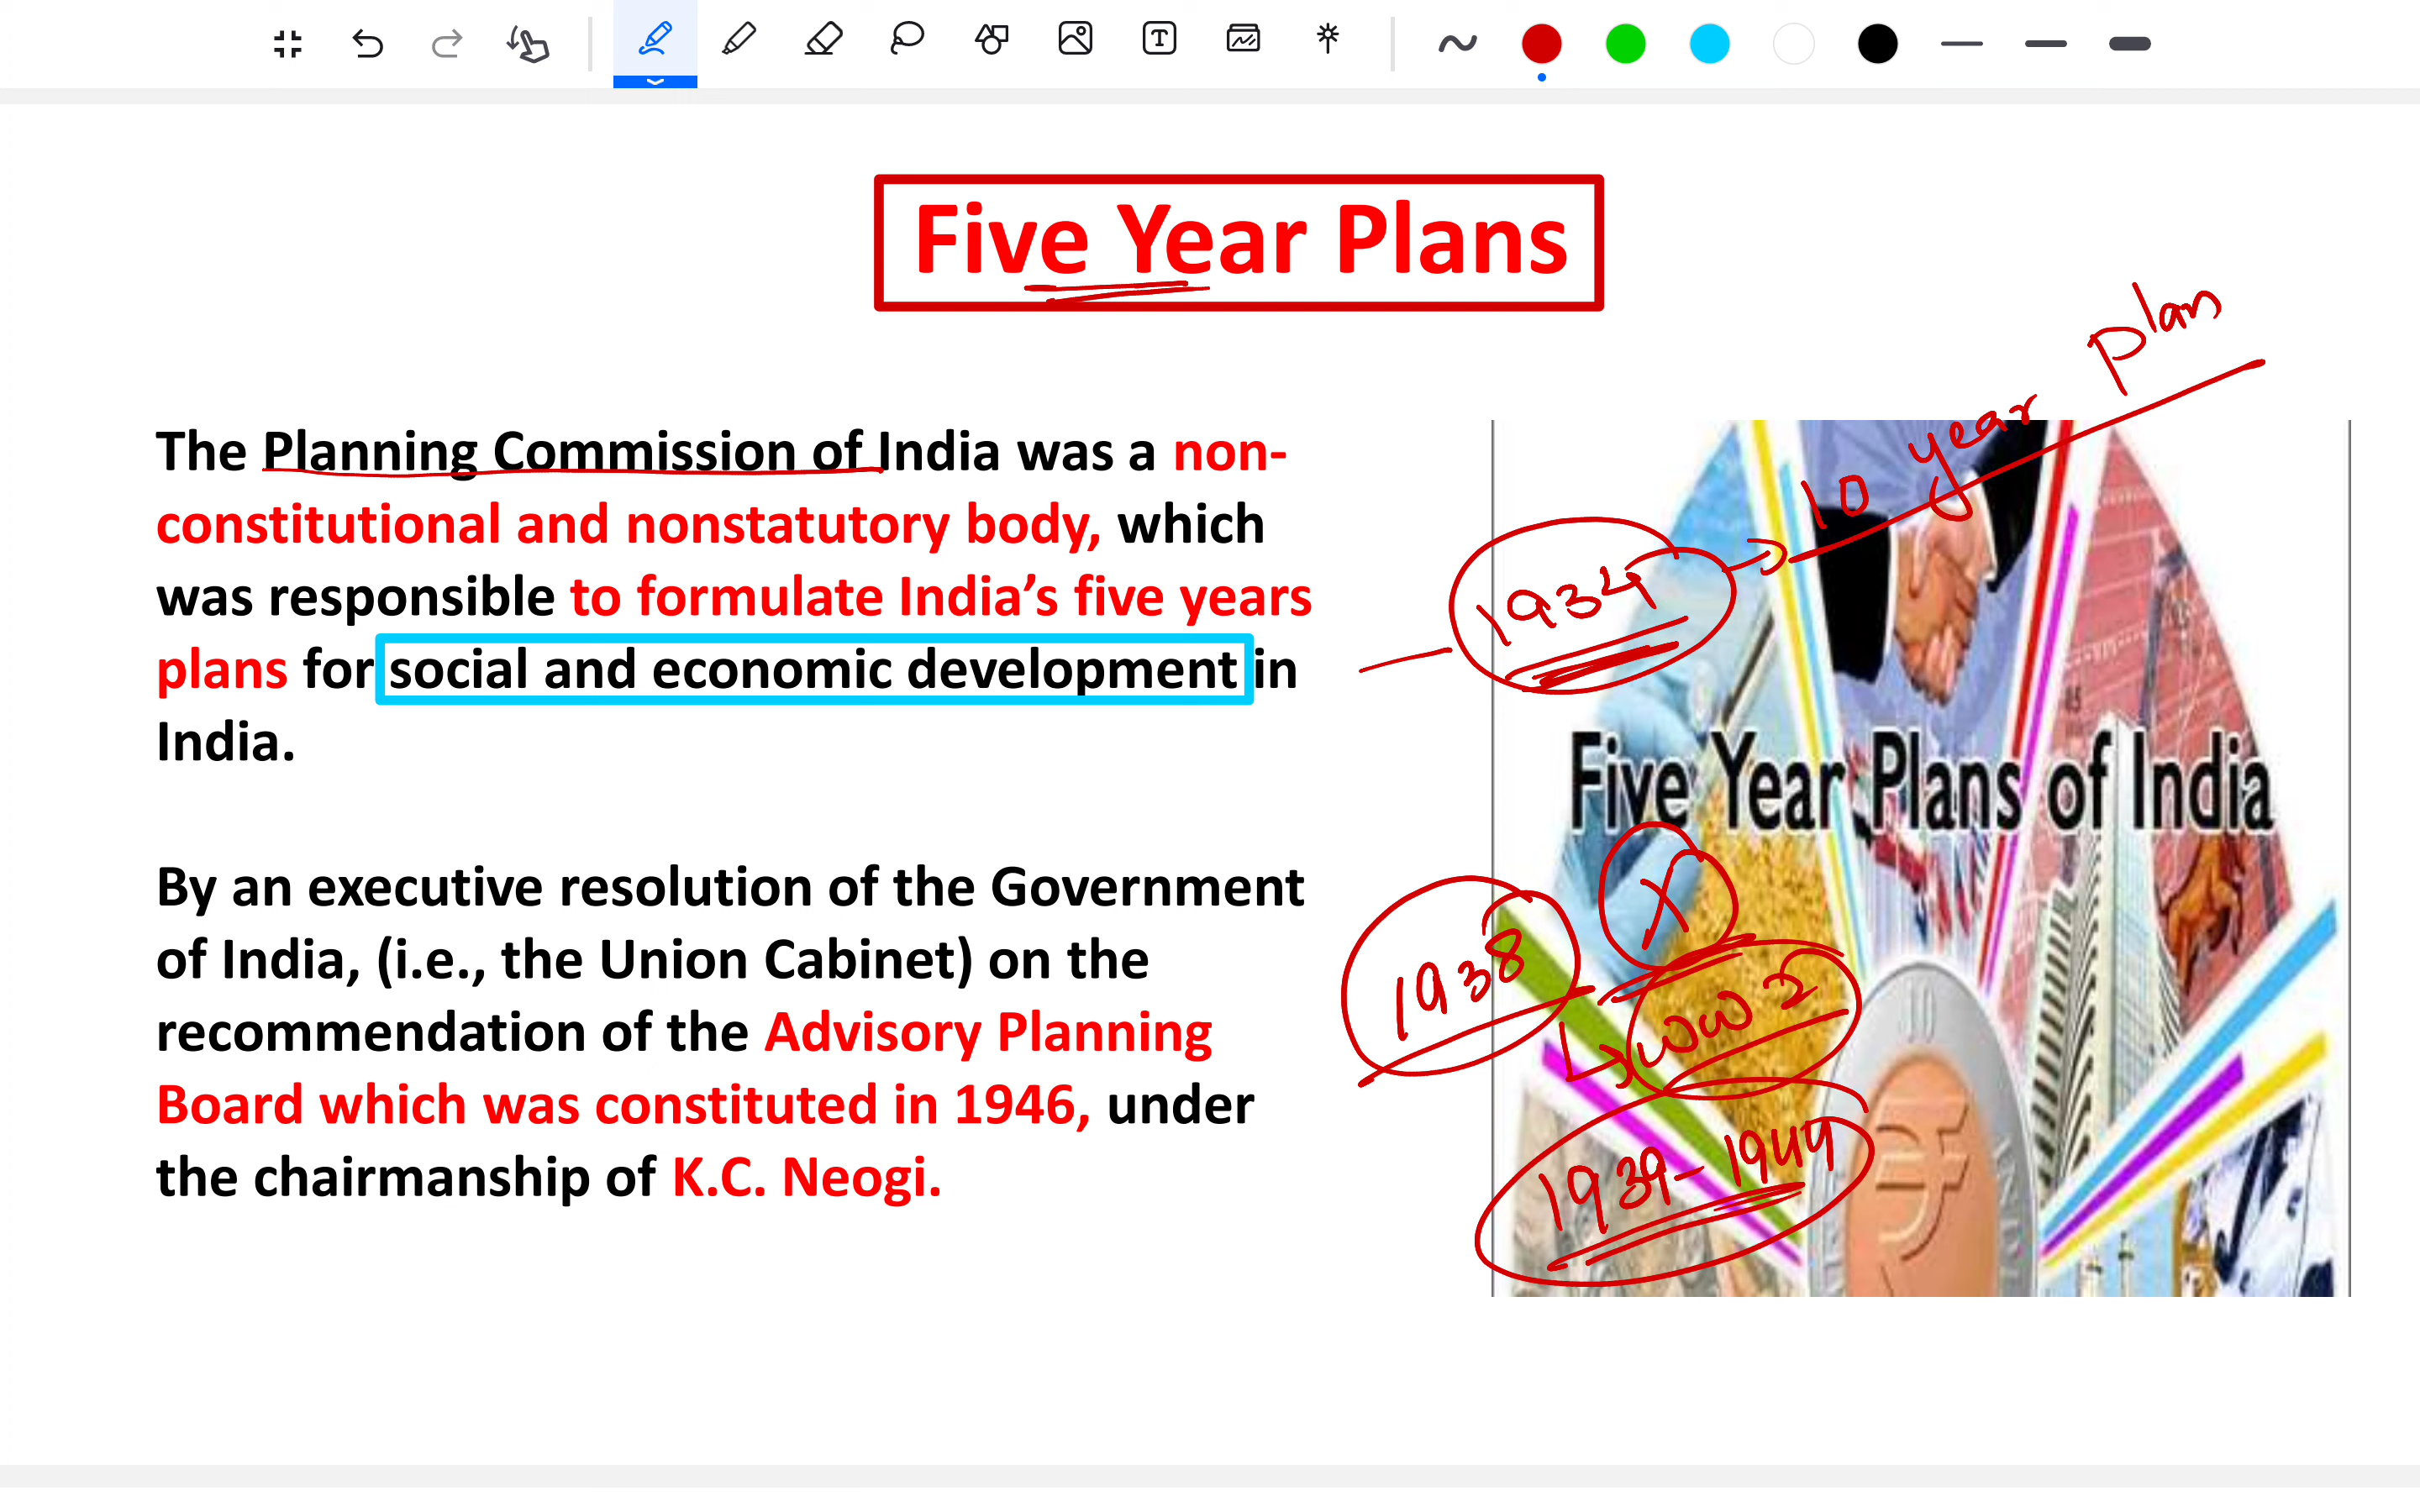 Five Year Plans
The Planning Commission of India was a non-
constitutional and nonstatutory body, which
was responsible to formulate India’s five years
plans for social and economic development in
India.
By an executive resolution of the Government
of India, (i.e., the Union Cabinet) on the
recommendation of the Advisory Planning
Board which was constituted in 1946, under
the chairmanship of K.C. Neogi.
1934 → 10 year plan
Five Year Plans of India
X
1938
ww 2
1939-1944
₹